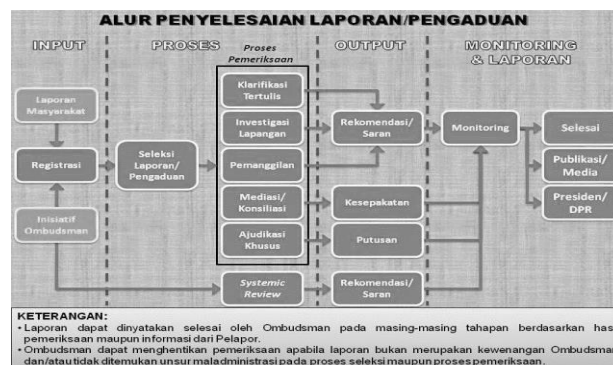 ALUR PENYELESAIAN LAPORAN/PENGADUAN
INPUT
PROSES
OUTPUT
MONITORING
& LAPORAN
Proses
Pemeriksaan
Laporan
Masyarakat
Registrasi
Inisiatif
Ombudsman
Seleksi
Laporan/
Pengaduan
Klarifikasi
Tertulis
Investigasi
Lapangan
Pemanggilan
Mediasi/
Konsiliasi
Ajudikasi
Khusus
Systemic
Review
Rekomendasi/
Saran
Kesepakatan
Putusan
Rekomendasi/
Saran
Monitoring
Selesai
Publikasi/
Media
Presiden/
DPR
KETERANGAN:
• Laporan dapat dinyatakan selesai oleh Ombudsman pada masing-masing tahapan berdasarkan has
pemeriksaan maupun informasi dari Pelapor.
• Ombudsman dapat menghentikan pemeriksaan apabila laporan bukan merupakan kewenangan Ombudsman
dan/atau tidak ditemukan unsur maladministrasi pada proses seleksi maupun proses pemeriksaan.